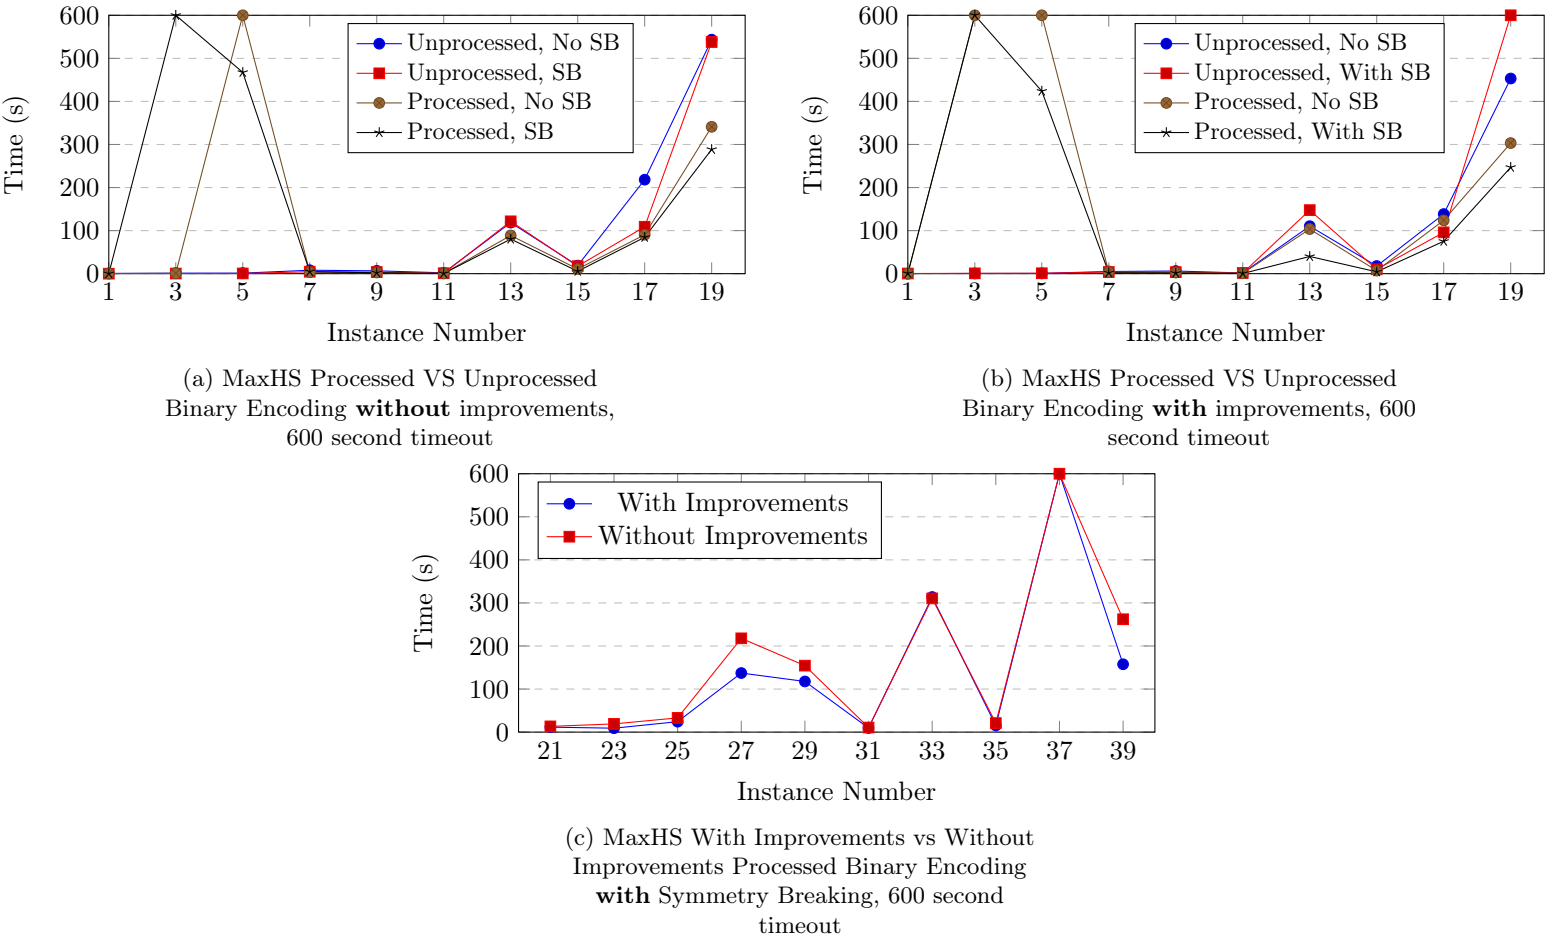 600
500
400
300
200
100
0
Time (s)
1 3 5 7 9 11 13 15 17 19
Instance Number
Unprocessed, No SB
Unprocessed, SB
Processed, No SB
Processed, SB
(a) MaxHS Processed VS Unprocessed
Binary Encoding without improvements,
600 second timeout
600
500
400
300
200
100
0
Time (s)
1 3 5 7 9 11 13 15 17 19
Instance Number
Unprocessed, No SB
Unprocessed, With SB
Processed, No SB
Processed, With SB
(b) MaxHS Processed VS Unprocessed
Binary Encoding with improvements, 600
second timeout
600
500
400
300
200
100
0
Time (s)
21 23 25 27 29 31 33 35 37 39
Instance Number
With Improvements
Without Improvements
(c) MaxHS With Improvements vs Without
Improvements Processed Binary Encoding
with Symmetry Breaking, 600 second
timeout